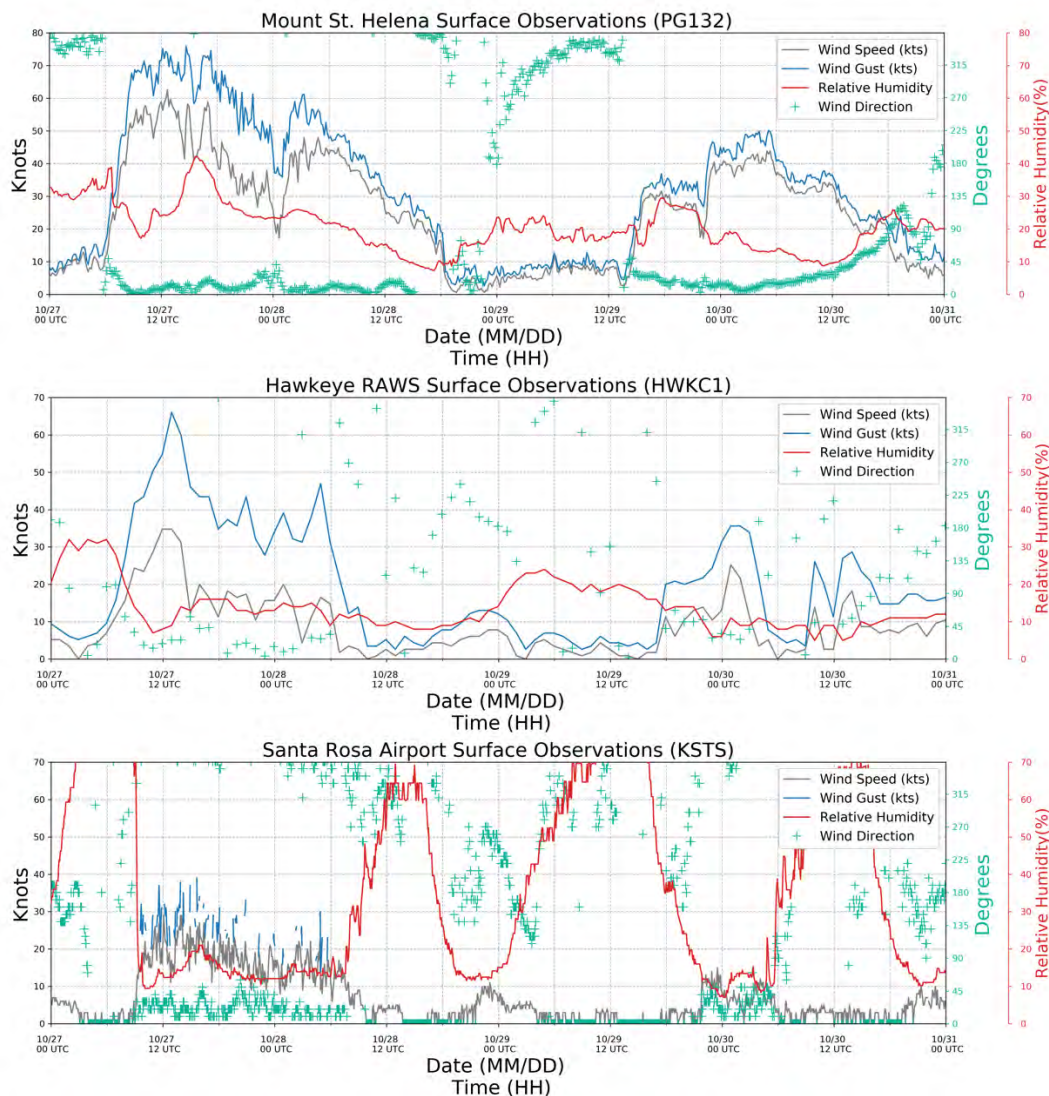 Mount St. Helena Surface Observations (PG132)
Wind Speed (kts)
Wind Gust (kts)
Relative Humidity
Wind Direction
Knots
Degrees
Relative Humidity(%)
80
70
60
50
40
30
20
10
0
315
270
225
180
135
90
45
0
80
70
60
50
40
30
20
10
0
10/27 10/27 10/28 10/28 10/29 10/29 10/30 10/30 10/31
00 UTC 12 UTC 00 UTC 12 UTC 00 UTC 12 UTC 00 UTC 12 UTC 00 UTC
Date (MM/DD)
Time (HH)
Hawkeye RAWS Surface Observations (HWKC1)
Wind Speed (kts)
Wind Gust (kts)
Relative Humidity
Wind Direction
Knots
Degrees
Relative Humidity(%)
70
60
50
40
30
20
10
0
315
270
225
180
135
90
45
0
70
60
50
40
30
20
10
0
10/27 10/27 10/28 10/28 10/29 10/29 10/30 10/30 10/31
00 UTC 12 UTC 00 UTC 12 UTC 00 UTC 12 UTC 00 UTC 12 UTC 00 UTC
Date (MM/DD)
Time (HH)
Santa Rosa Airport Surface Observations (KSTS)
Wind Speed (kts)
Wind Gust (kts)
Relative Humidity
Wind Direction
Knots
Degrees
Relative Humidity(%)
70
60
50
40
30
20
10
0
315
270
225
180
135
90
45
0
70
60
50
40
30
20
10
0
10/27 10/27 10/28 10/28 10/29 10/29 10/30 10/30 10/31
00 UTC 12 UTC 00 UTC 12 UTC 00 UTC 12 UTC 00 UTC 12 UTC 00 UTC
Date (MM/DD)
Time (HH)